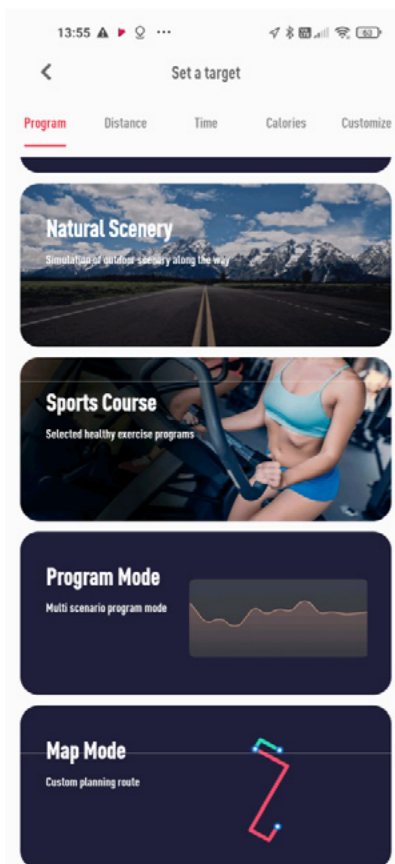 13:55
Set a target
Program Distance Time Calories Customize
Natural Scenery
Simulation of outdoor scenery along the way
Sports Course
Selected healthy exercise programs
Program Mode
Multi scenario program mode
Map Mode
Custom planning route